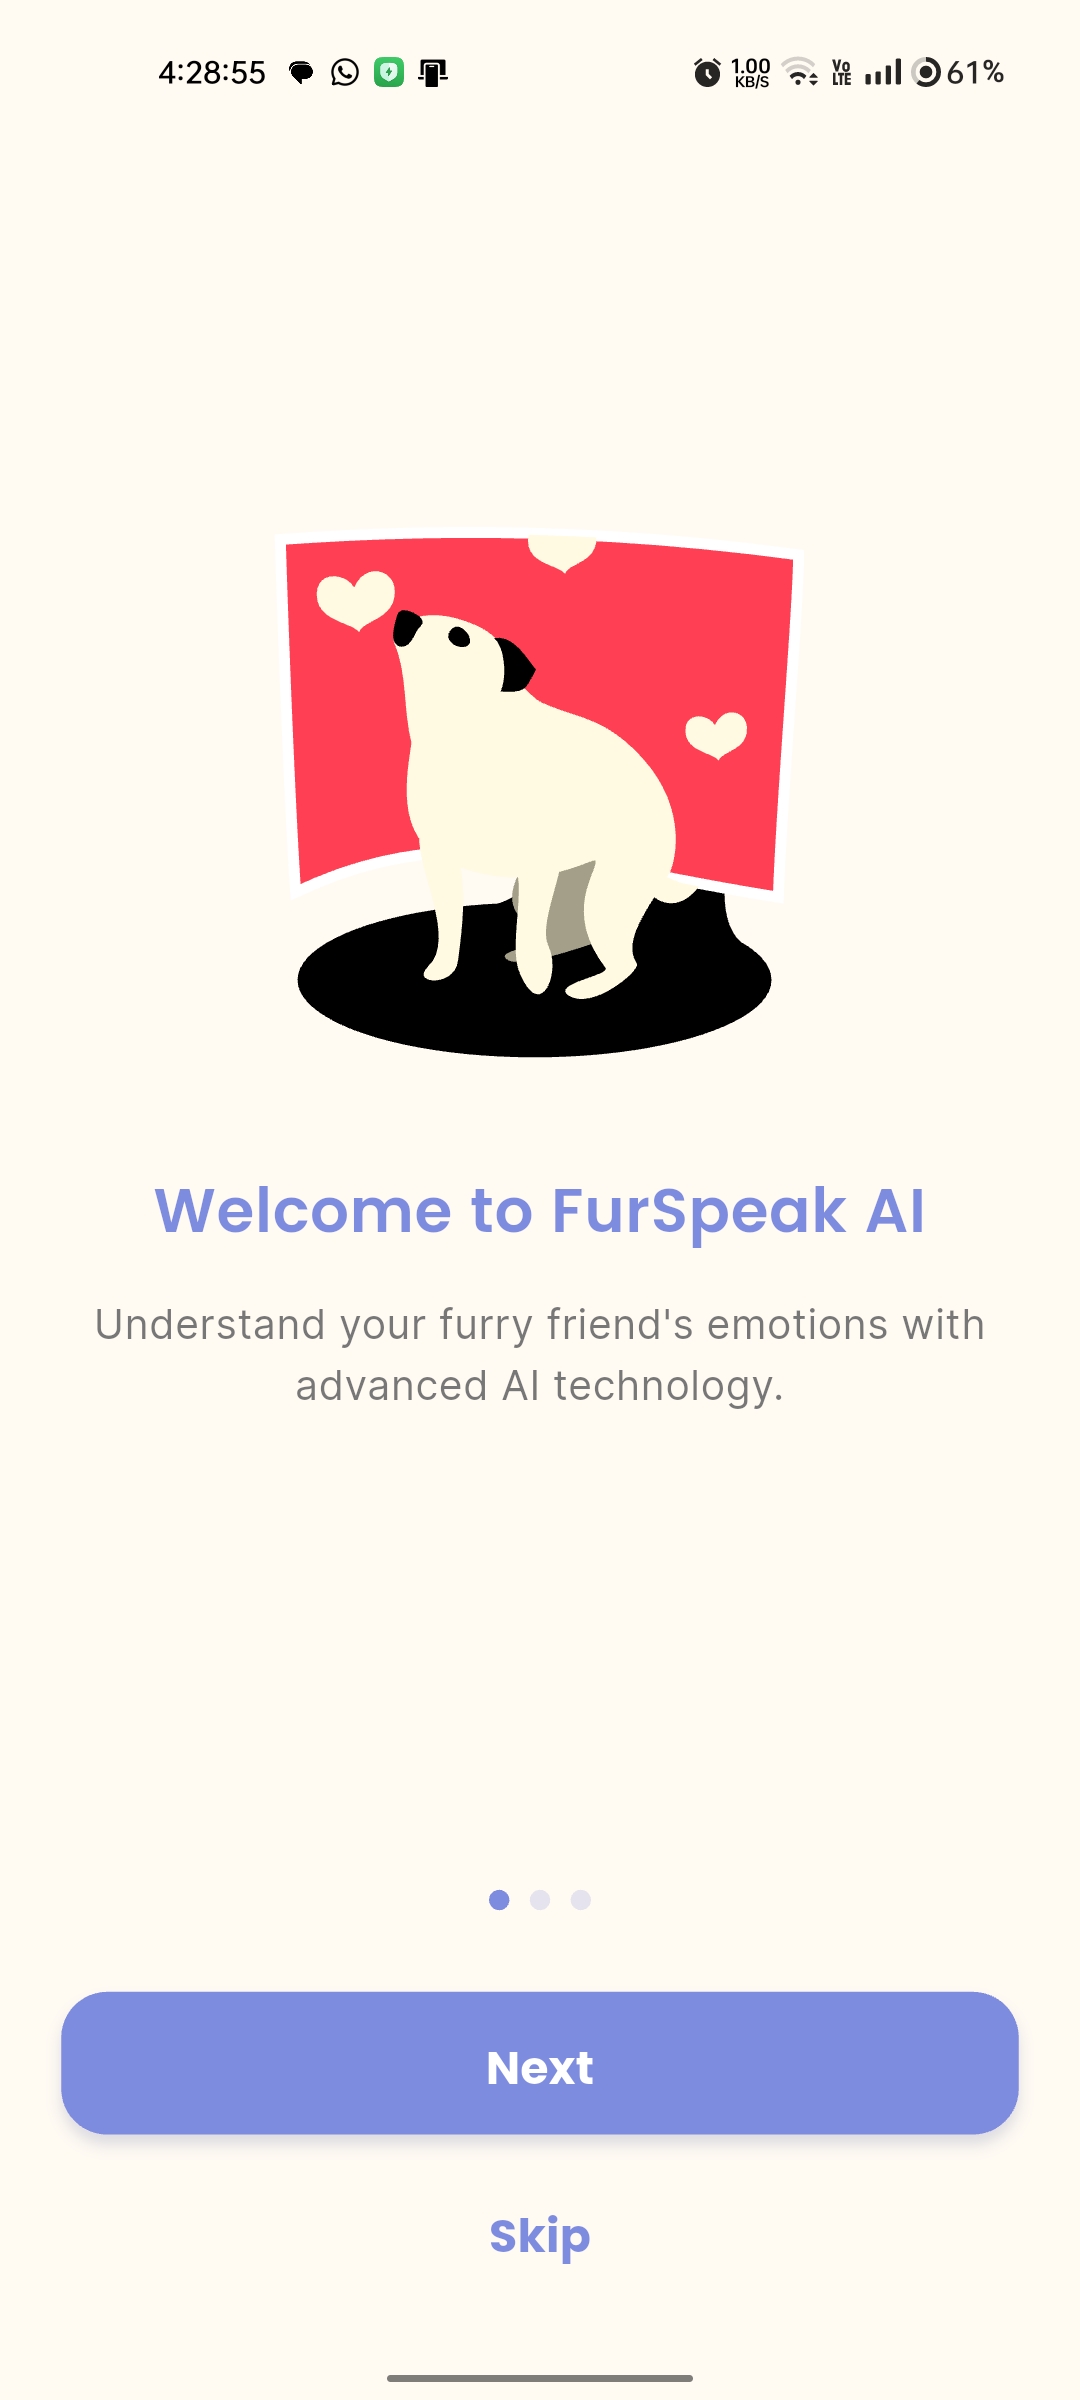 4:28:55 1.00 KB/S Vo LTE 61%
Welcome to FurSpeak AI
Understand your furry friend's emotions with
advanced AI technology.
Next
Skip